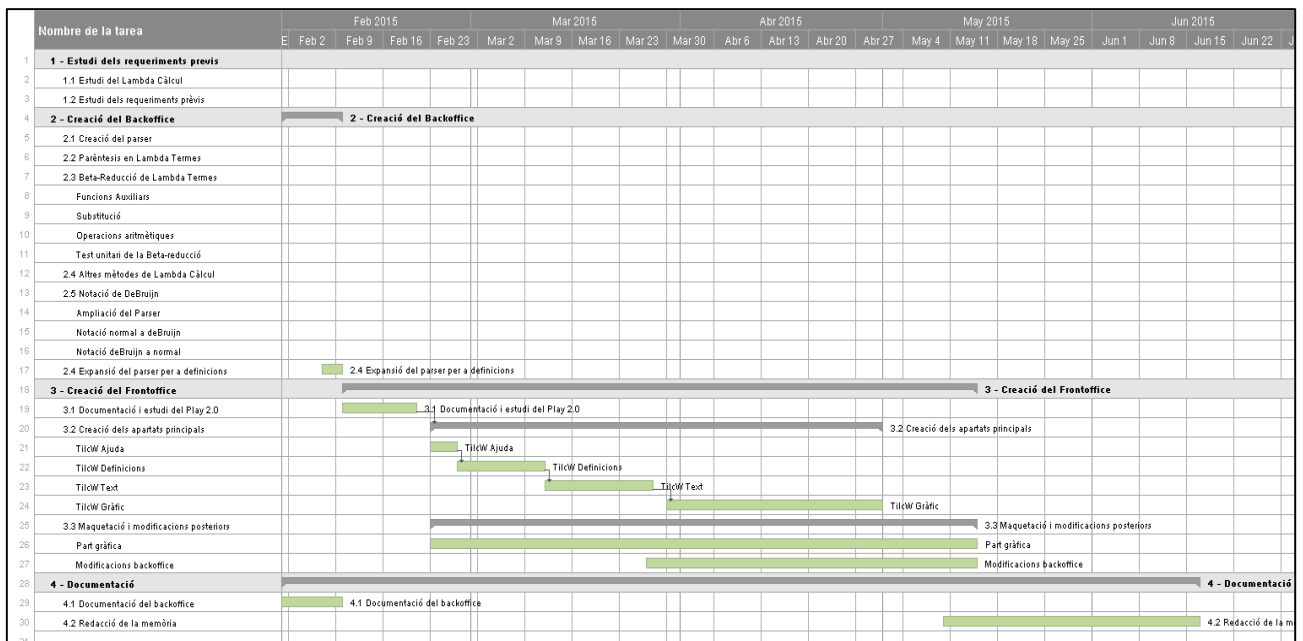 Nombre de la tarea
Feb 2015 Mar 2015 Abr 2015 May 2015 Jun 2015
E Feb 2 Feb 9 Feb 16 Feb 23 Mar 2 Mar 9 Mar 16 Mar 23 Mar 30 Abr 6 Abr 13 Abr 20 Abr 27 May 4 May 11 May 18 May 25 Jun 1 Jun 8 Jun 15 Jun 22 J
1 1 - Estudi dels requeriments previs
2 1.1 Estudi del Lambda Càlcul
3 1.2 Estudi dels requeriments prèvis
4 2 - Creació del Backoffice 2 - Creació del Backoffice
5 2.1 Creació del parser
6 2.2 Parèntesis en Lambda Termes
7 2.3 Beta-Reducció de Lambda Termes
8 Funcions Auxiliars
9 Substitució
10 Operacions aritmètiques
11 Test unitari de la Beta-reducció
12 2.4 Altres mètodes de Lambda Càlcul
13 2.5 Notació de DeBruijn
14 Ampliació del Parser
15 Notació normal a deBruijn
16 Notació deBruijn a normal
17 2.4 Expansió del parser per a definicions 2.4 Expansió del parser per a definicions
18 3 - Creació del Frontoffice 3 - Creació del Frontoffice
19 3.1 Documentació i estudi del Play 2.0 3.1 Documentació i estudi del Play 2.0
20 3.2 Creació dels apartats principals 3.2 Creació dels apartats principals
21 TilcW Ajuda TilcW Ajuda
22 TilcW Definicions TilcW Definicions
23 TilcW Text TilcW Text
24 TilcW Gràfic TilcW Gràfic
25 3.3 Maquetació i modificacions posteriors 3.3 Maquetació i modificacions posteriors
26 Part gràfica Part gràfica
27 Modificacions backoffice Modificacions backoffice
28 4 - Documentació 4 - Documentació
29 4.1 Documentació del backoffice 4.1 Documentació del backoffice
30 4.2 Redacció de la memòria 4.2 Redacció de la m